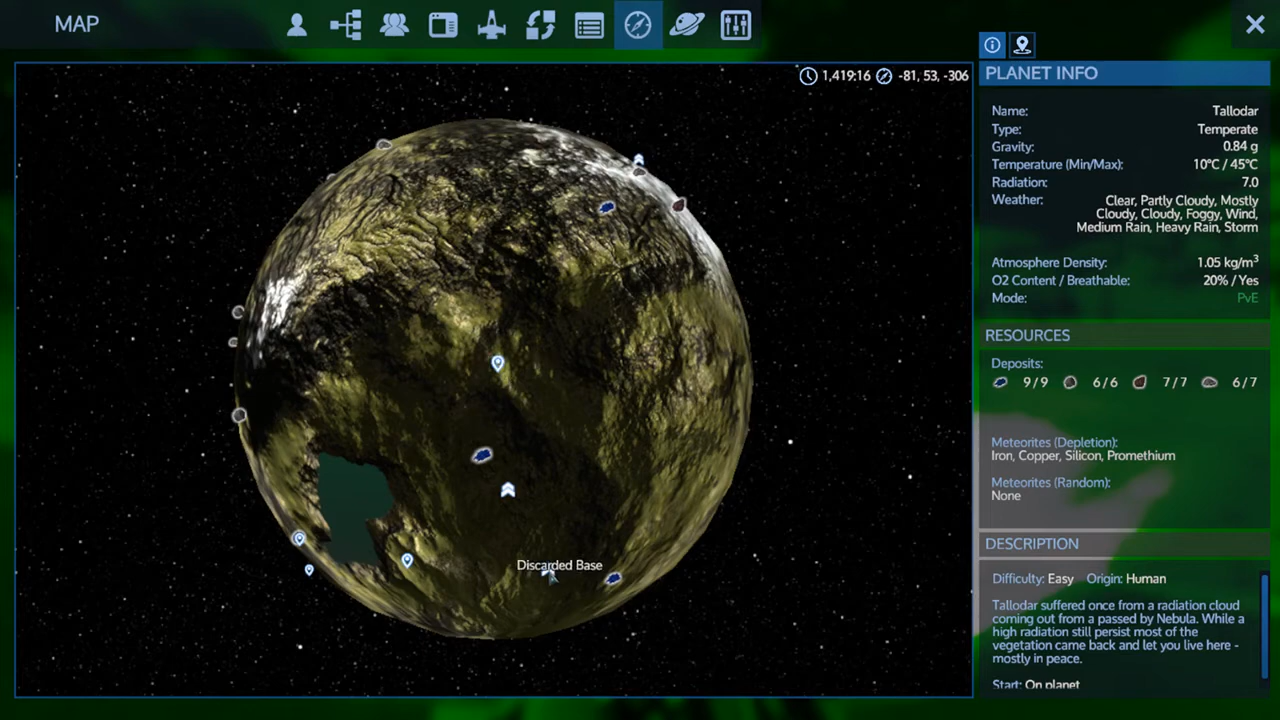 MAP
1,419:16 -81, 53, -306
Discarded Base
PLANET INFO
Name: Tallodar
Type: Temperate
Gravity: 0.84 g
Temperature (Min/Max): 10°C / 45°C
Radiation: 7.0
Weather: Clear, Partly Cloudy, Mostly
Cloudy, Cloudy, Foggy, Wind,
Medium Rain, Heavy Rain, Storm
Atmosphere Density: 1.05 kg/m³
O2 Content / Breathable: 20% / Yes
Mode: PvE
RESOURCES
Deposits:
9/9 6/6 7/7 6/7
Meteorites (Depletion):
Iron, Copper, Silicon, Promethium
Meteorites (Random):
None
DESCRIPTION
Difficulty: Easy Origin: Human
Tallodar suffered once from a radiation cloud
coming out from a passed by Nebula. While a
high radiation still persist most of the
vegetation came back and let you live here -
mostly in peace.
Start: On planet